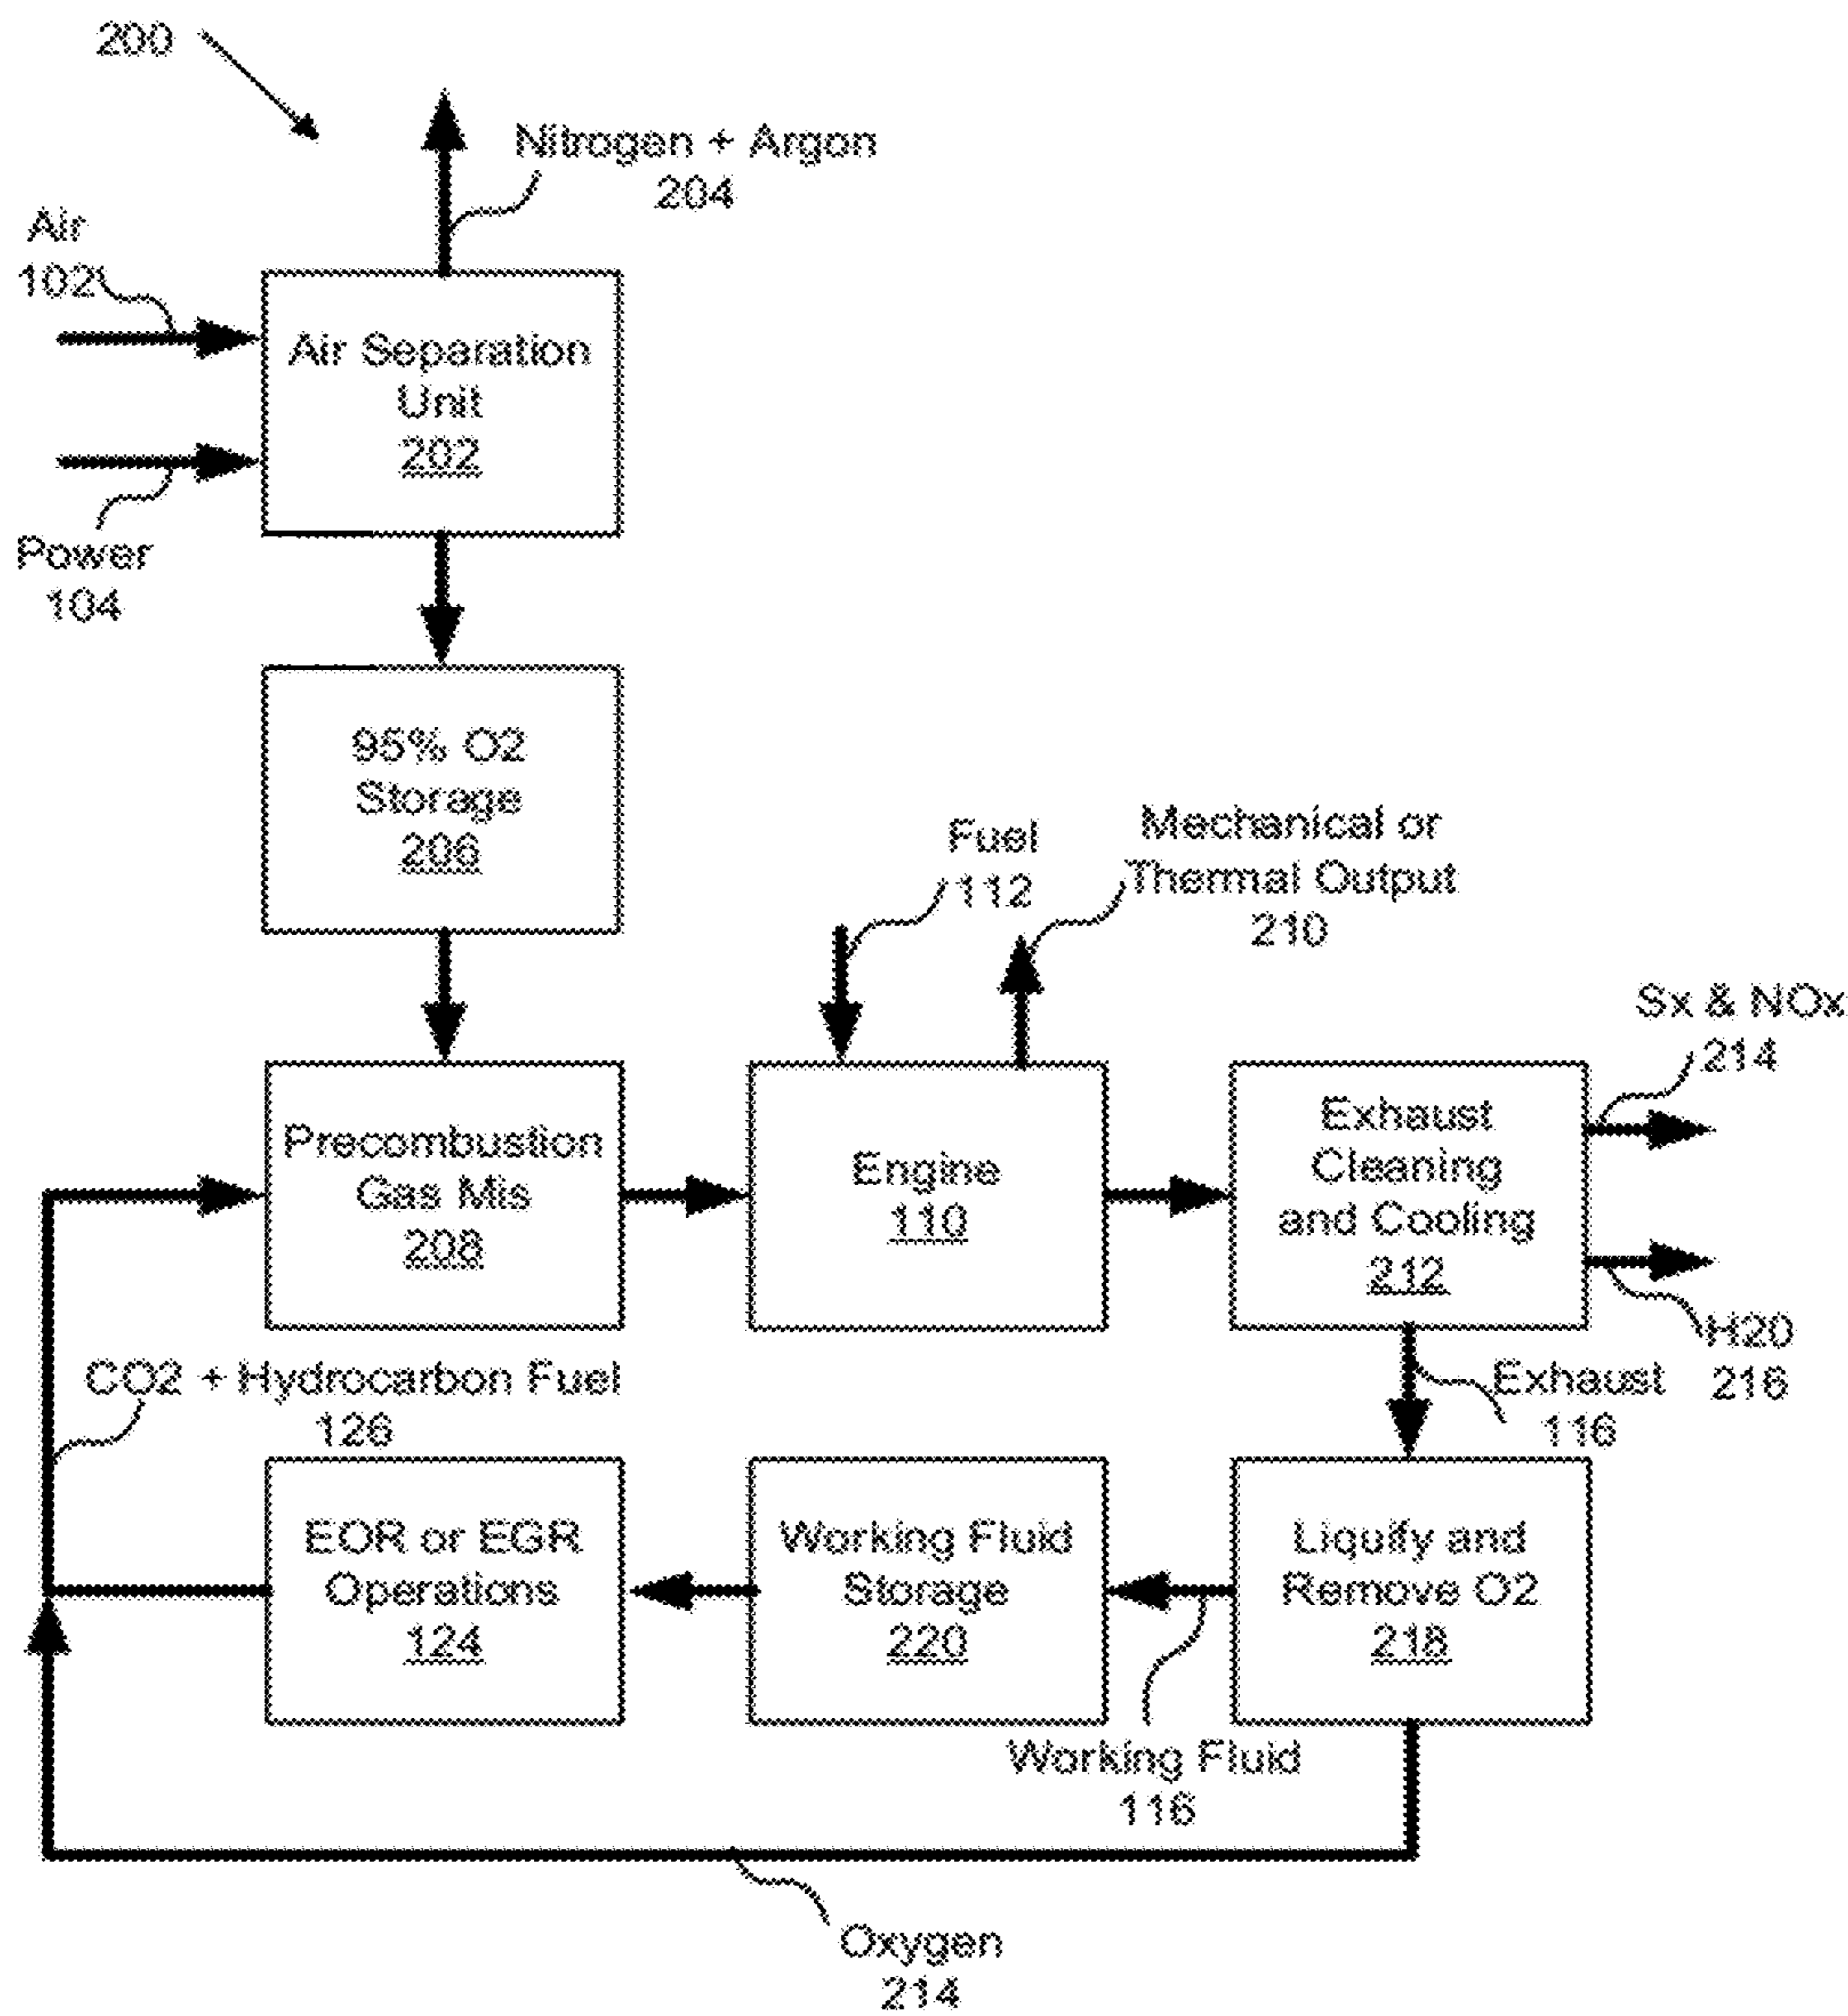 200
Nitrogen + Argon
204
Air
102
Air Separation
Unit
202
Power
104
95% O2
Storage
206
Fuel
112
Mechanical or
Thermal Output
210
Sx & NOx
214
Precombustion
Gas Mis
208
Engine
110
Exhaust
Cleaning
and Cooling
212
H20
216
CO2 + Hydrocarbon Fuel
126
Exhaust
116
EOR or EGR
Operations
124
Working Fluid
Storage
220
Liquify and
Remove O2
218
Working Fluid
116
Oxygen
214